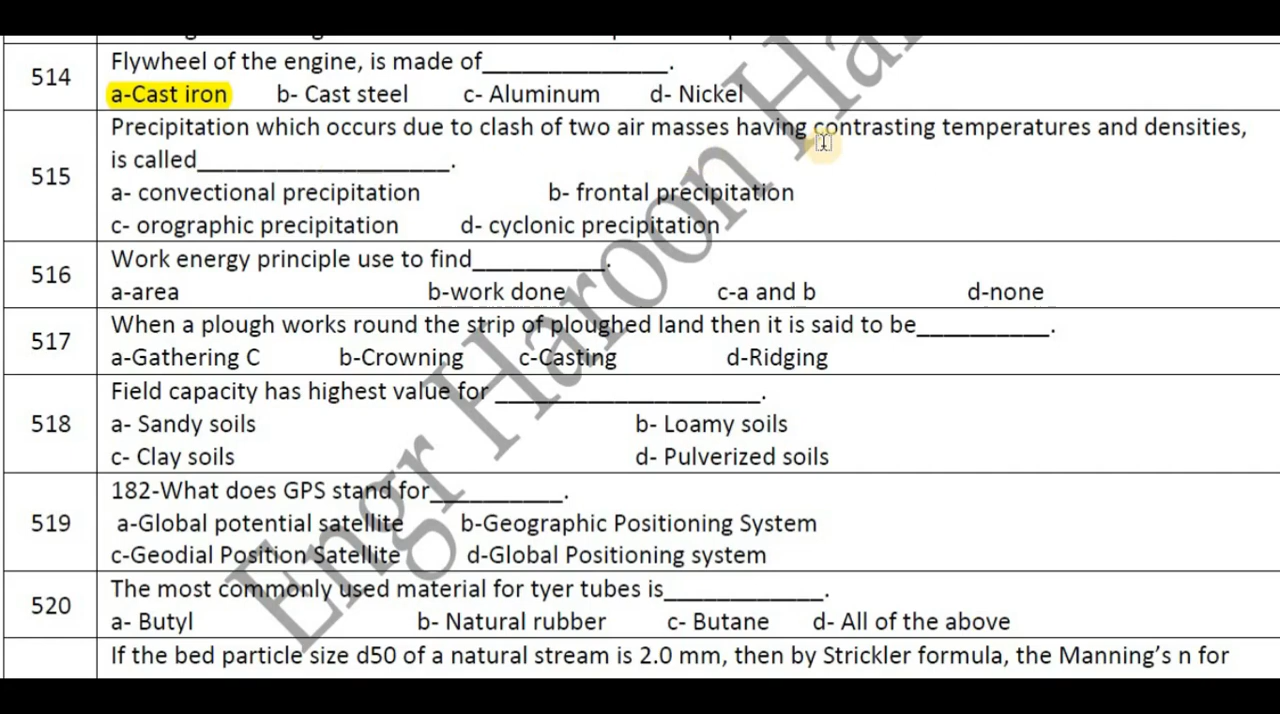 514
Flywheel of the engine, is made of______________.
a-Cast iron b- Cast steel c- Aluminum d- Nickel
515
Precipitation which occurs due to clash of two air masses having contrasting temperatures and densities,
is called___________________.
a- convectional precipitation b- frontal precipitation
c- orographic precipitation d- cyclonic precipitation
516
Work energy principle use to find__________.
a-area b-work done c-a and b d-none
517
When a plough works round the strip of ploughed land then it is said to be__________.
a-Gathering C b-Crowning c-Casting d-Ridging
518
Field capacity has highest value for ____________________.
a- Sandy soils b- Loamy soils
c- Clay soils d- Pulverized soils
519
182-What does GPS stand for__________.
a-Global potential satellite b-Geographic Positioning System
c-Geodial Position Satellite d-Global Positioning system
520
The most commonly used material for tyer tubes is____________.
a- Butyl b- Natural rubber c- Butane d- All of the above
If the bed particle size d50 of a natural stream is 2.0 mm, then by Strickler formula, the Manning's n for
Engr Haroon